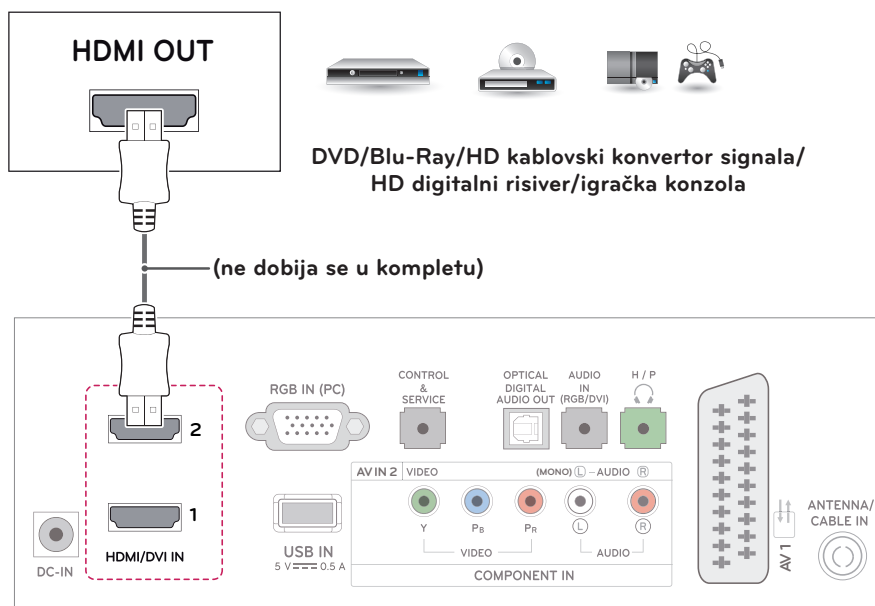 HDMI OUT
DVD/Blu-Ray/HD kablovski konvertor signala/
HD digitalni risiver/igračka konzola
(ne dobija se u kompletu)
2
1
HDMI/DVI IN
DC-IN
RGB IN (PC)
CONTROL
&
SERVICE
OPTICAL
DIGITAL
AUDIO OUT
AUDIO
IN
(RGB/DVI)
H / P
USB IN
5 V 0.5 A
AV IN 2 VIDEO (MONO) L - AUDIO R
Y PB PR L R
VIDEO AUDIO
COMPONENT IN
AV 1
ANTENNA/
CABLE IN